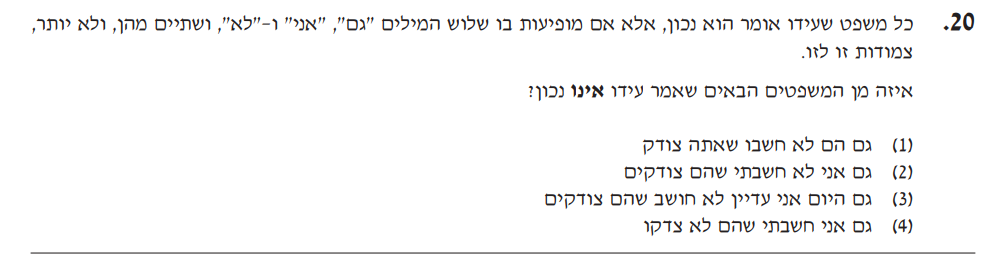 20. כל משפט שעידו אומר הוא נכון, אלא אם מופיעות בו שלוש המילים "גם", "אני" ו-"לא", ושתיים מהן, ולא יותר,
צמודות זו לזו.
איזה מן המשפטים הבאים שאמר עידו אינו נכון?
(1) גם הם לא חשבו שאתה צודק
(2) גם אני לא חשבתי שהם צודקים
(3) גם היום אני עדיין לא חושב שהם צודקים
(4) גם אני חשבתי שהם לא צדקו